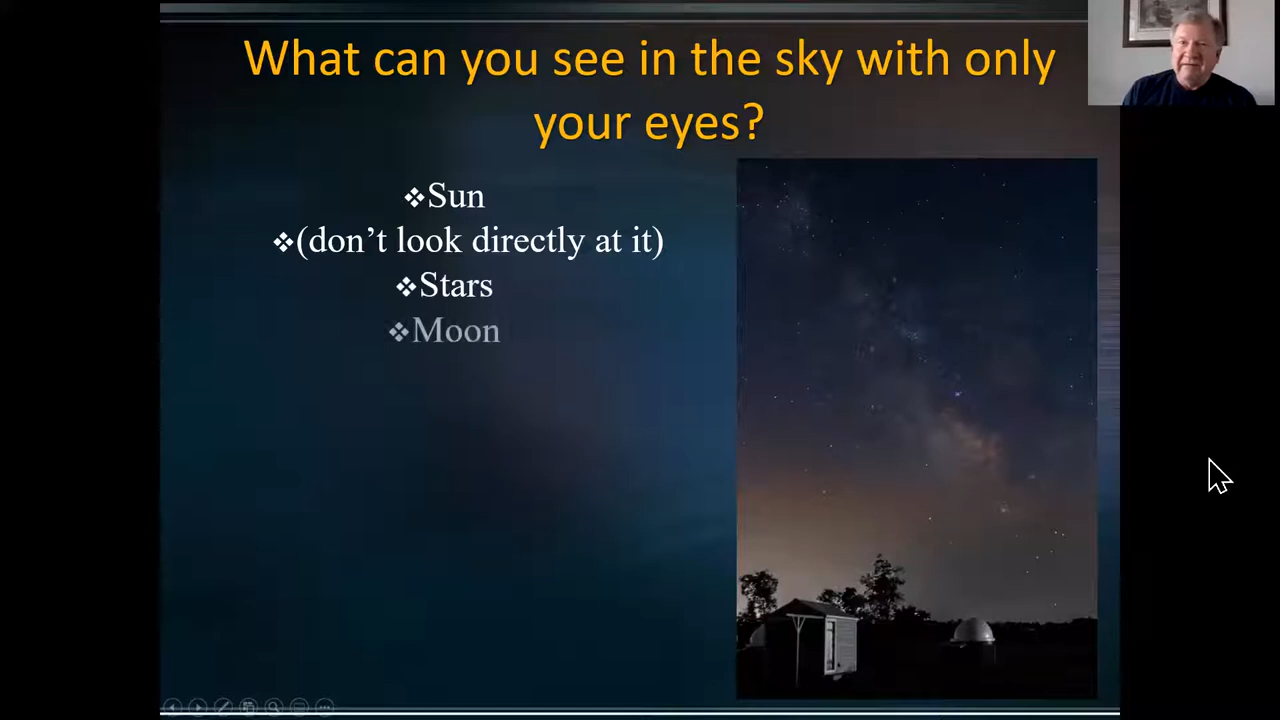 What can you see in the sky with only
your eyes?
❖Sun
❖(don’t look directly at it)
❖Stars
❖Moon